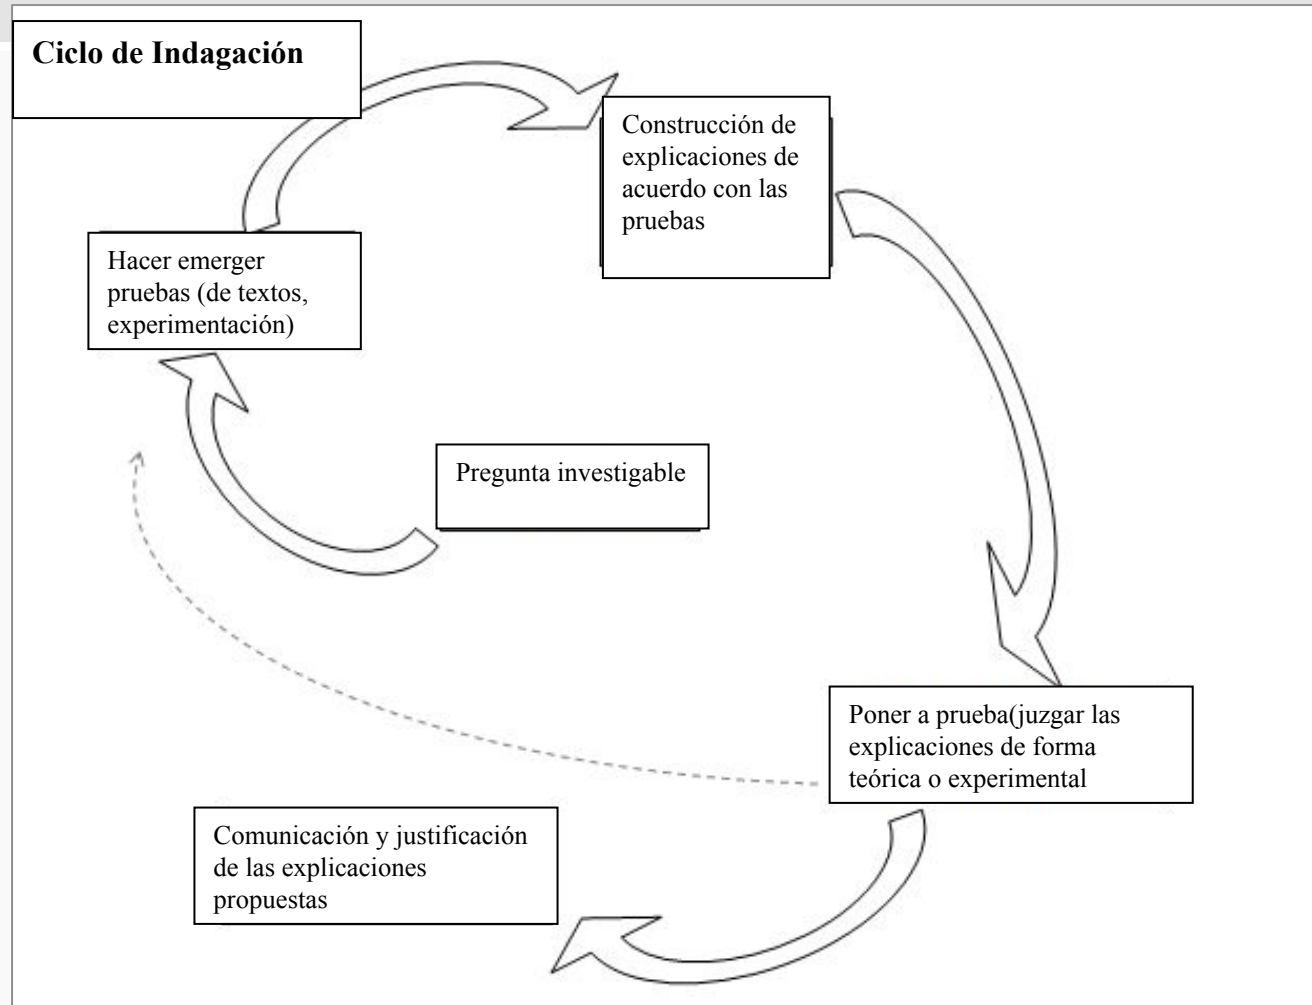 Ciclo de Indagación
Construcción de
explicaciones de
acuerdo con las
pruebas
Hacer emerger
pruebas (de textos,
experimentación)
Pregunta investigable
Poner a prueba(juzgar las
explicaciones de forma
teórica o experimental
Comunicación y justificación
de las explicaciones
propuestas